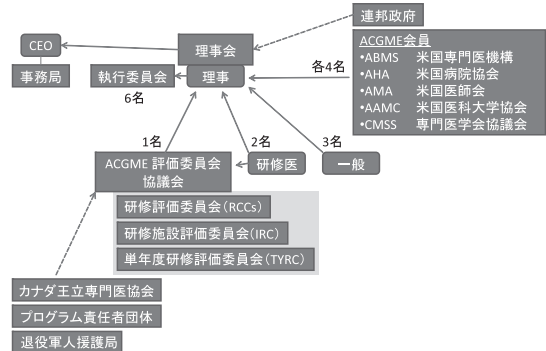 連邦政府
CEO
理事会
事務局
執行委員会
理事
6名
各4名
ACGME会員
•ABMS 米国専門医機構
•AHA 米国病院協会
•AMA 米国医師会
•AAMC 米国医科大学協会
•CMSS 専門医学会協議会
1名
2名
3名
ACGME 評価委員会
協議会
研修医
一般
研修評価委員会(RCCs)
研修施設評価委員会(IRC)
単年度研修評価委員会(TYRC)
カナダ王立専門医協会
プログラム責任者団体
退役軍人援護局